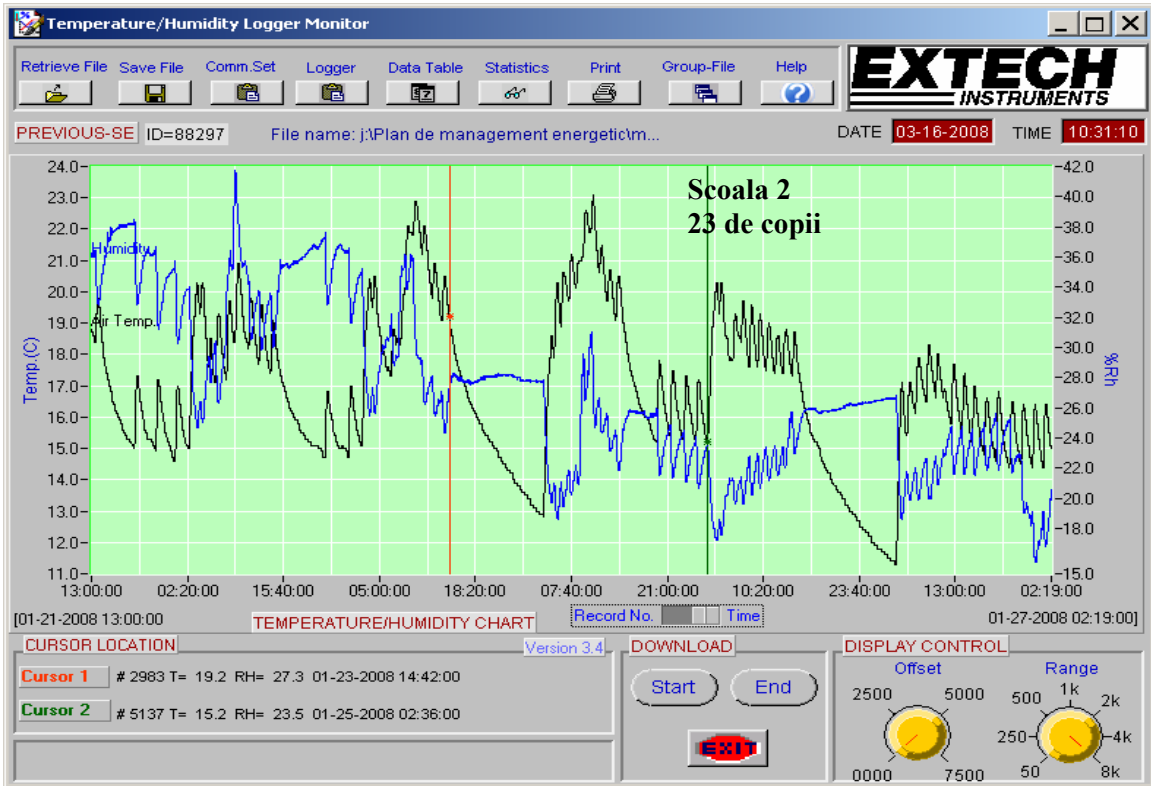 Temperature/Humidity Logger Monitor
Retrieve File Save File Comm.Set Logger Data Table Statistics Print Group-File Help
EXTECH
INSTRUMENTS
PREVIOUS-SE ID=88297 File name: j:\Plan de management energetic\m... DATE 03-16-2008 TIME 10:31:10
24.0 42.0
Scoala 2
23.0 40.0
23 de copii
22.0 38.0
Humidity
21.0 36.0
20.0 34.0
Air Temp.
19.0 32.0
18.0 30.0
Temp.(C) %Rh
17.0 28.0
16.0 26.0
15.0 24.0
22.0
14.0 20.0
13.0 18.0
12.0
11.0 15.0
13:00:00 02:20:00 15:40:00 05:00:00 18:20:00 07:40:00 21:00:00 10:20:00 23:40:00 13:00:00 02:19:00
[01-21-2008 13:00:00 TEMPERATURE/HUMIDITY CHART Record No. Time 01-27-2008 02:19:00]
CURSOR LOCATION Version 3.4
Cursor 1 # 2983 T= 19.2 RH= 27.3 01-23-2008 14:42:00
Cursor 2 # 5137 T= 15.2 RH= 23.5 01-25-2008 02:36:00
DOWNLOAD
Start End
EXIT
DISPLAY CONTROL
Offset Range
2500 5000 500 1k 2k
250 4k
0000 7500 50 8k